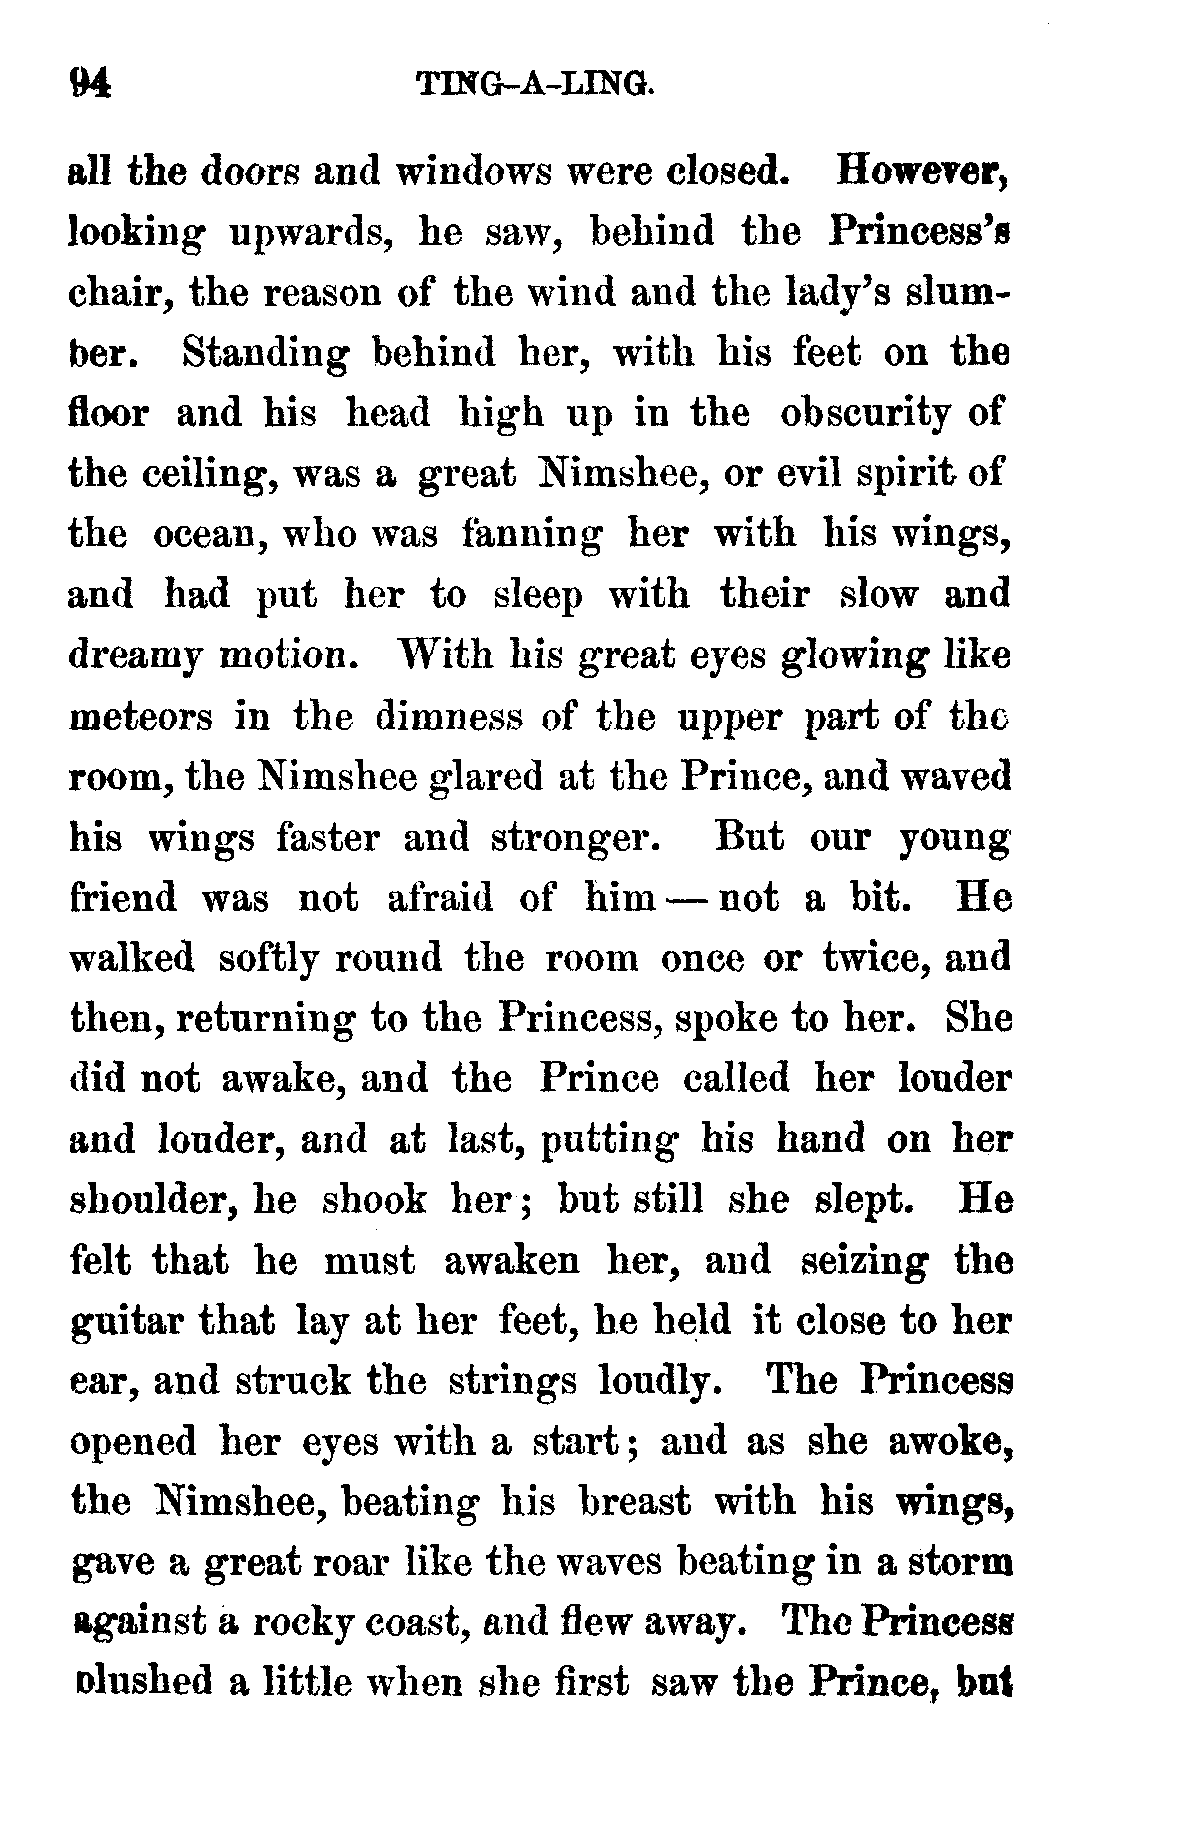 94 TING-A-LING.
all the doors and windows were closed. However,
looking upwards, he saw, behind the Princess's
chair, the reason of the wind and the lady's slum-
ber. Standing behind her, with his feet on the
floor and his head high up in the obscurity of
the ceiling, was a great Nimshee, or evil spirit of
the ocean, who was fanning her with his wings,
and had put her to sleep with their slow and
dreamy motion. With his great eyes glowing like
meteors in the dimness of the upper part of the
room, the Nimshee glared at the Prince, and waved
his wings faster and stronger. But our young
friend was not afraid of him — not a bit. He
walked softly round the room once or twice, and
then, returning to the Princess, spoke to her. She
did not awake, and the Prince called her louder
and louder, and at last, putting his hand on her
shoulder, he shook her; but still she slept. He
felt that he must awaken her, and seizing the
guitar that lay at her feet, he held it close to her
ear, and struck the strings loudly. The Princess
opened her eyes with a start; and as she awoke,
the Nimshee, beating his breast with his wings,
gave a great roar like the waves beating in a storm
against a rocky coast, and flew away. The Princess
blushed a little when she first saw the Prince, but